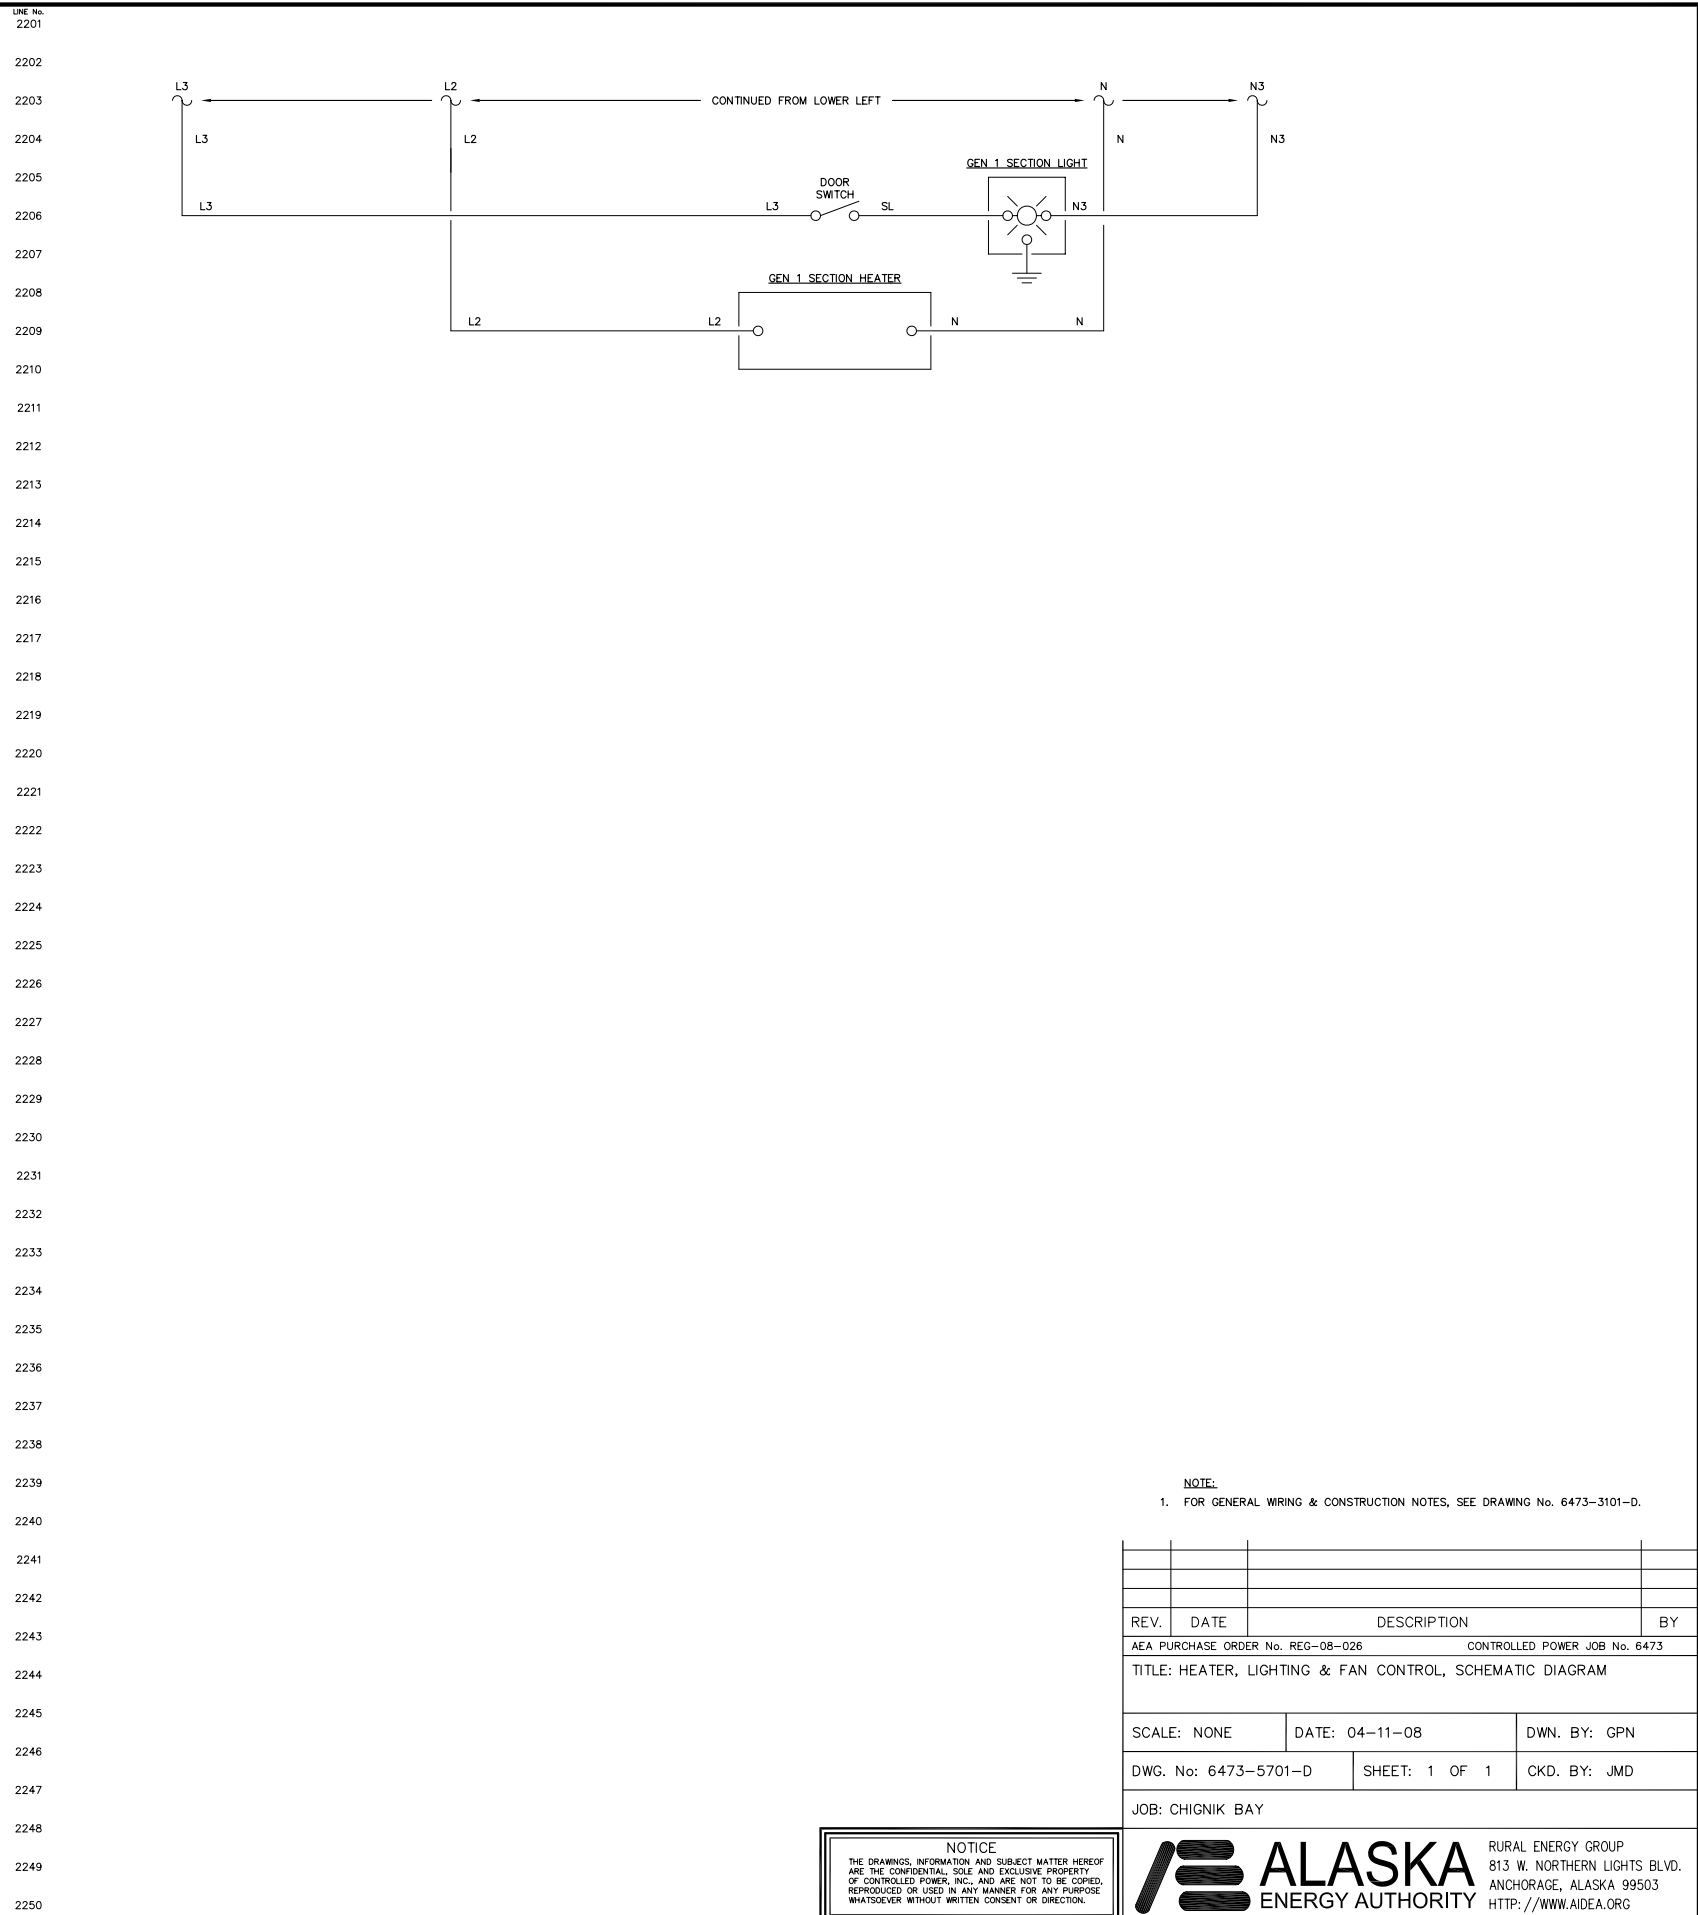 LINE No.
2201
2202
L3 L2 N N3
2203 CONTINUED FROM LOWER LEFT
2204 L3 L2 N N3
GEN 1 SECTION LIGHT
2205
DOOR
SWITCH
L3 L3 SL N3
2206
2207
GEN 1 SECTION HEATER
2208
L2 L2 N N
2209
2210
2211
2212
2213
2214
2215
2216
2217
2218
2219
2220
2221
2222
2223
2224
2225
2226
2227
2228
2229
2230
2231
2232
2233
2234
2235
2236
2237
2238
2239
NOTE:
1. FOR GENERAL WIRING & CONSTRUCTION NOTES, SEE DRAWING No. 6473-3101-D.
2240
2241
2242
REV. DATE DESCRIPTION BY
2243
AEA PURCHASE ORDER No. REG-08-026 CONTROLLED POWER JOB No. 6473
2244
TITLE: HEATER, LIGHTING & FAN CONTROL, SCHEMATIC DIAGRAM
2245
SCALE: NONE DATE: 04-11-08 DWN. BY: GPN
2246
DWG. No: 6473-5701-D SHEET: 1 OF 1 CKD. BY: JMD
2247
JOB: CHIGNIK BAY
2248
2249
2250
NOTICE
THE DRAWINGS, INFORMATION AND SUBJECT MATTER HEREOF
ARE THE CONFIDENTIAL, SOLE AND EXCLUSIVE PROPERTY
OF CONTROLLED POWER, INC., AND ARE NOT TO BE COPIED,
REPRODUCED OR USED IN ANY MANNER FOR ANY PURPOSE
WHATSOEVER WITHOUT WRITTEN CONSENT OR DIRECTION.
ALASKA
ENERGY AUTHORITY
RURAL ENERGY GROUP
813 W. NORTHERN LIGHTS BLVD.
ANCHORAGE, ALASKA 99503
HTTP://WWW.AIDEA.ORG